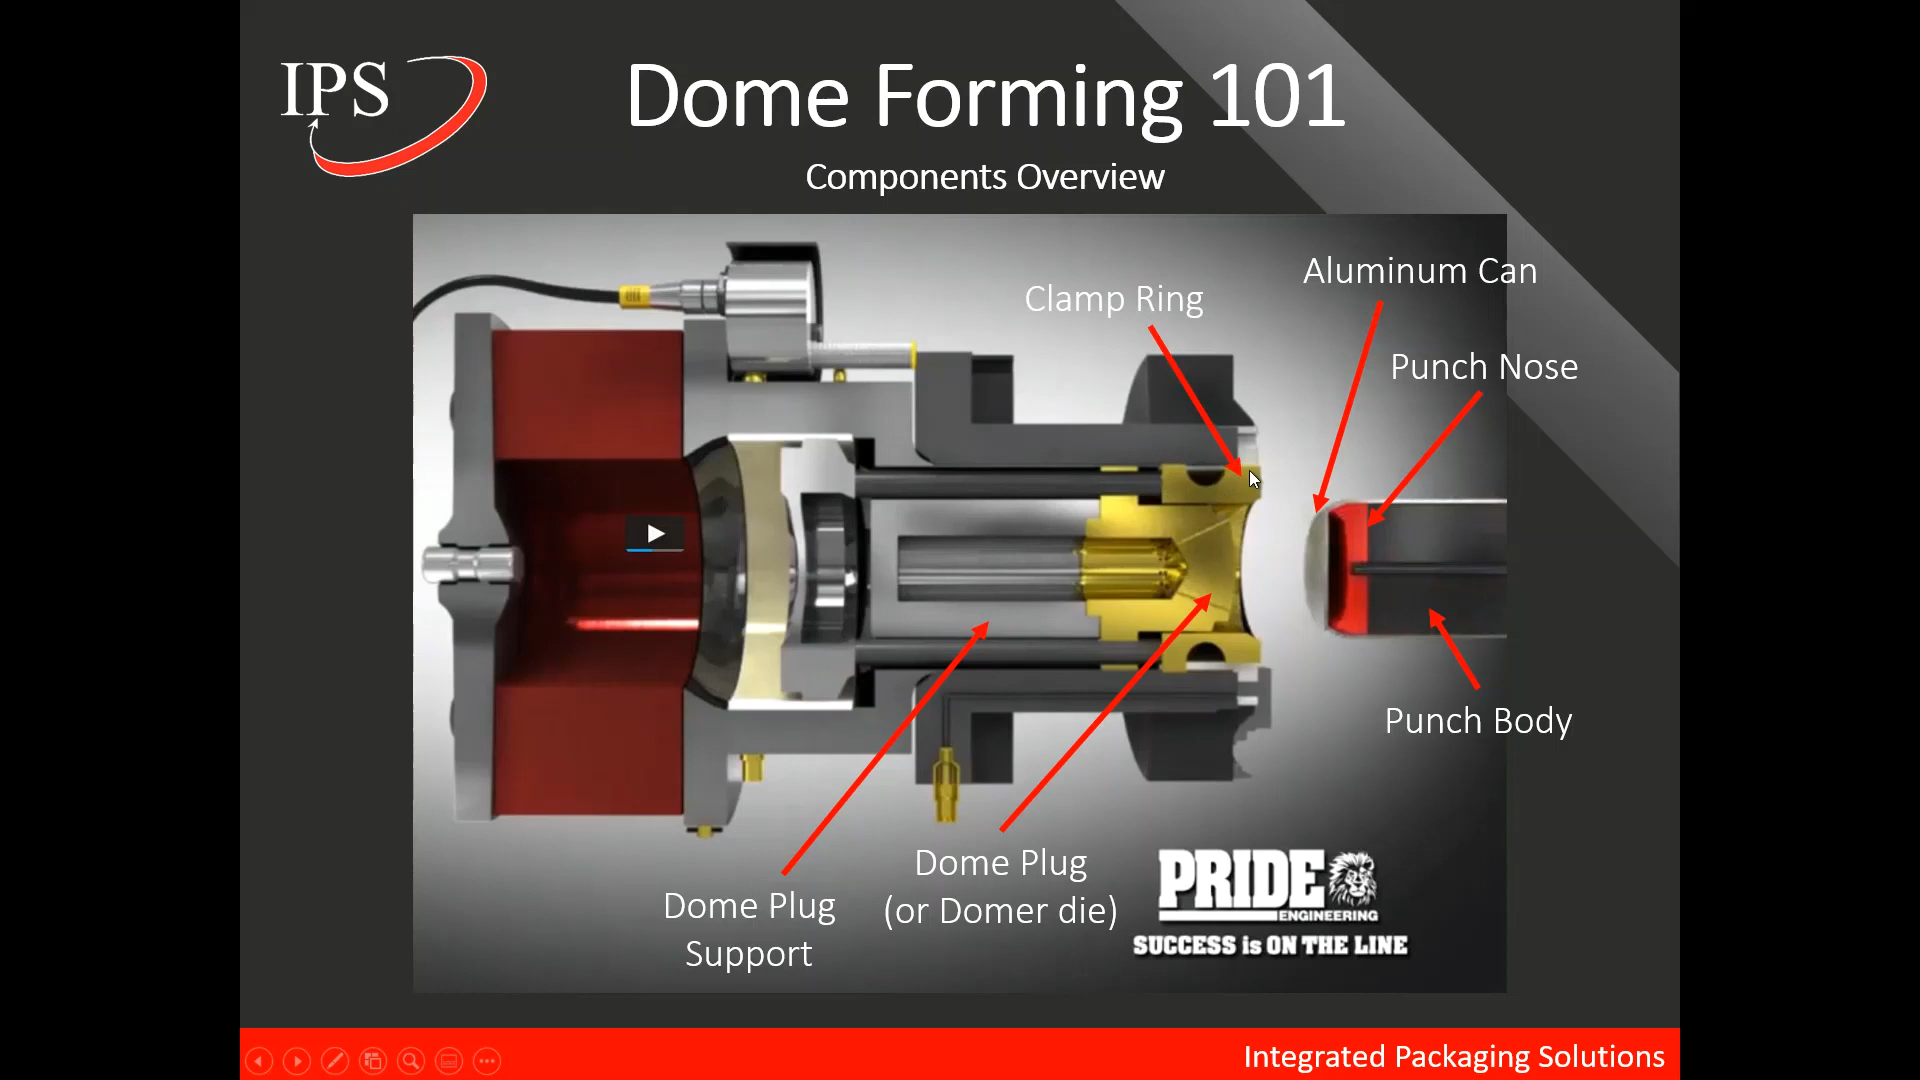 IPS
Dome Forming 101
Components Overview
Aluminum Can
Clamp Ring
Punch Nose
Punch Body
Dome Plug
(or Domer die)
Dome Plug
Support
PRIDE
ENGINEERING
SUCCESS is ON THE LINE
Integrated Packaging Solutions